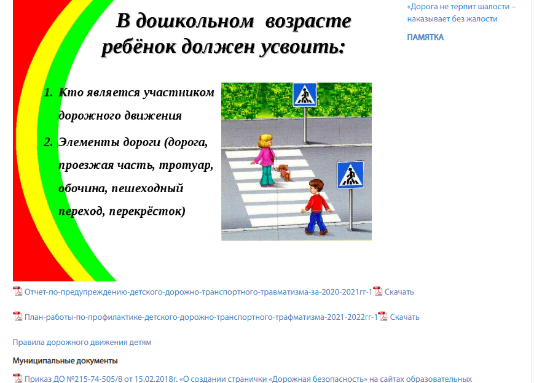 В дошкольном возрасте
ребёнок должен усвоить:
1. Кто является участником
дорожного движения
2. Элементы дороги (дорога,
проезжая часть, тротуар,
обочина, пешеходный
переход, перекрёсток)
«Дорога не терпит шалости –
наказывает без жалости
ПАМЯТКА
Отчет-по-предупреждению-детского-дорожно-транспортного-травматизма-за-2020-2021гг-1 Скачать
План-работы-по-профилактике-детского-дорожно-транспортного-трафматизма-2021-2022гг-1 Скачать
Правила дорожного движения детям
Муниципальные документы
Приказ ДО №215-74-505/8 от 15.02.2018г. «О создании странички «Дорожная безопасность» на сайтах образовательных